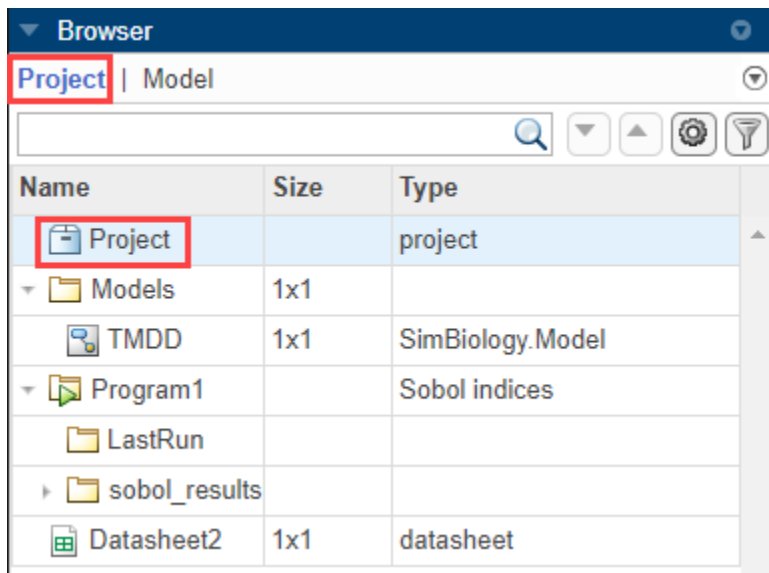 Browser
Project | Model
Name Size Type
Project project
Models 1x1
TMDD 1x1 SimBiology.Model
Program1 Sobol indices
LastRun
sobol_results
Datasheet2 1x1 datasheet